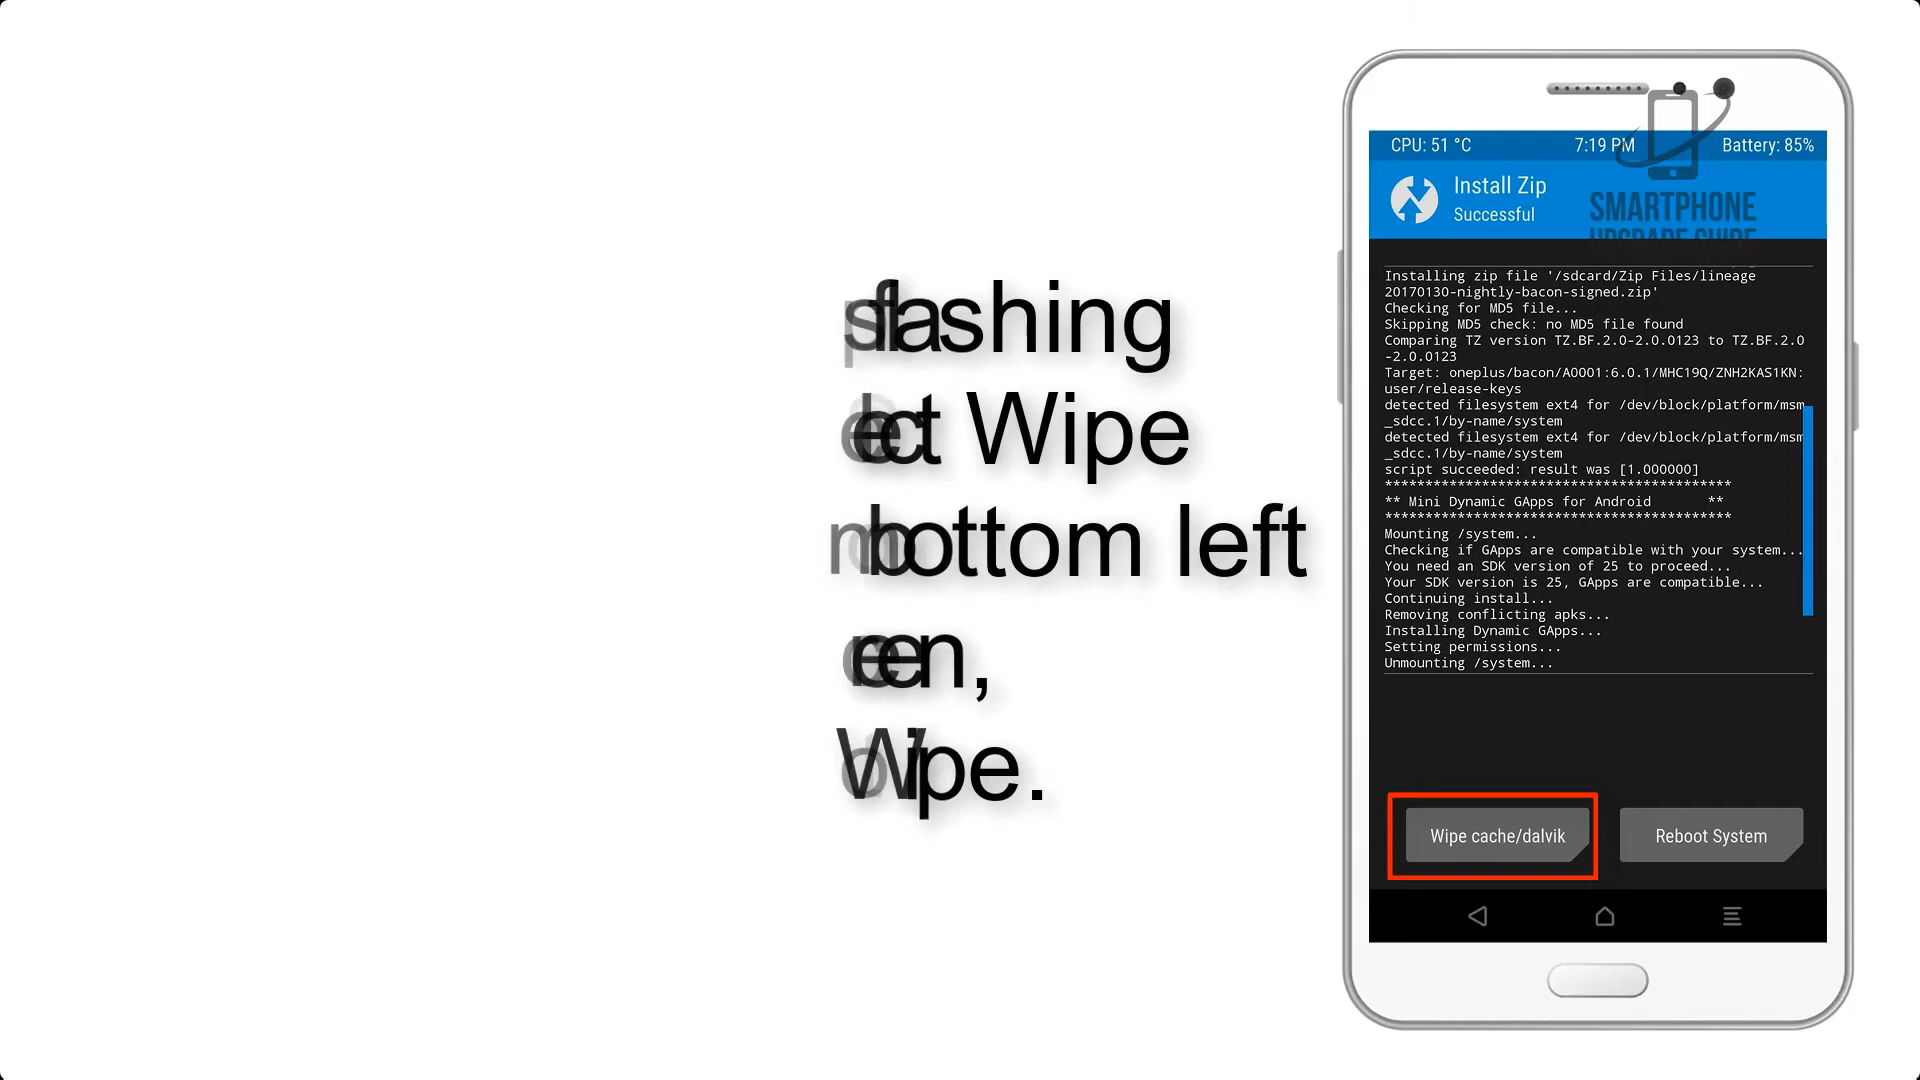 flashing
Wipe
bottom left
Wipe.
CPU: 51 °C 7:19 PM Battery: 85%
Install Zip
Successful
SMARTPHONE
UPGRADE GUIDE
Installing zip file '/sdcard/Zip Files/lineage
20170130-nightly-bacon-signed.zip'
Checking for MD5 file...
Skipping MD5 check: no MD5 file found
Comparing TZ version TZ.BF.2.0-2.0.0123 to TZ.BF.2.0
-2.0.0123
Target: oneplus/bacon/A0001:6.0.1/MHC19Q/ZNH2KAS1KN:
user/release-keys
detected filesystem ext4 for /dev/block/platform/msm
_sdcc.1/by-name/system
detected filesystem ext4 for /dev/block/platform/msm
_sdcc.1/by-name/system
script succeeded: result was [1.000000]
******************************************
** Mini Dynamic GApps for Android **
******************************************
Mounting /system...
Checking if GApps are compatible with your system...
You need an SDK version of 25 to proceed...
Your SDK version is 25, GApps are compatible...
Continuing install...
Removing conflicting apks...
Installing Dynamic GApps...
Setting permissions...
Unmounting /system...
Wipe cache/dalvik Reboot System